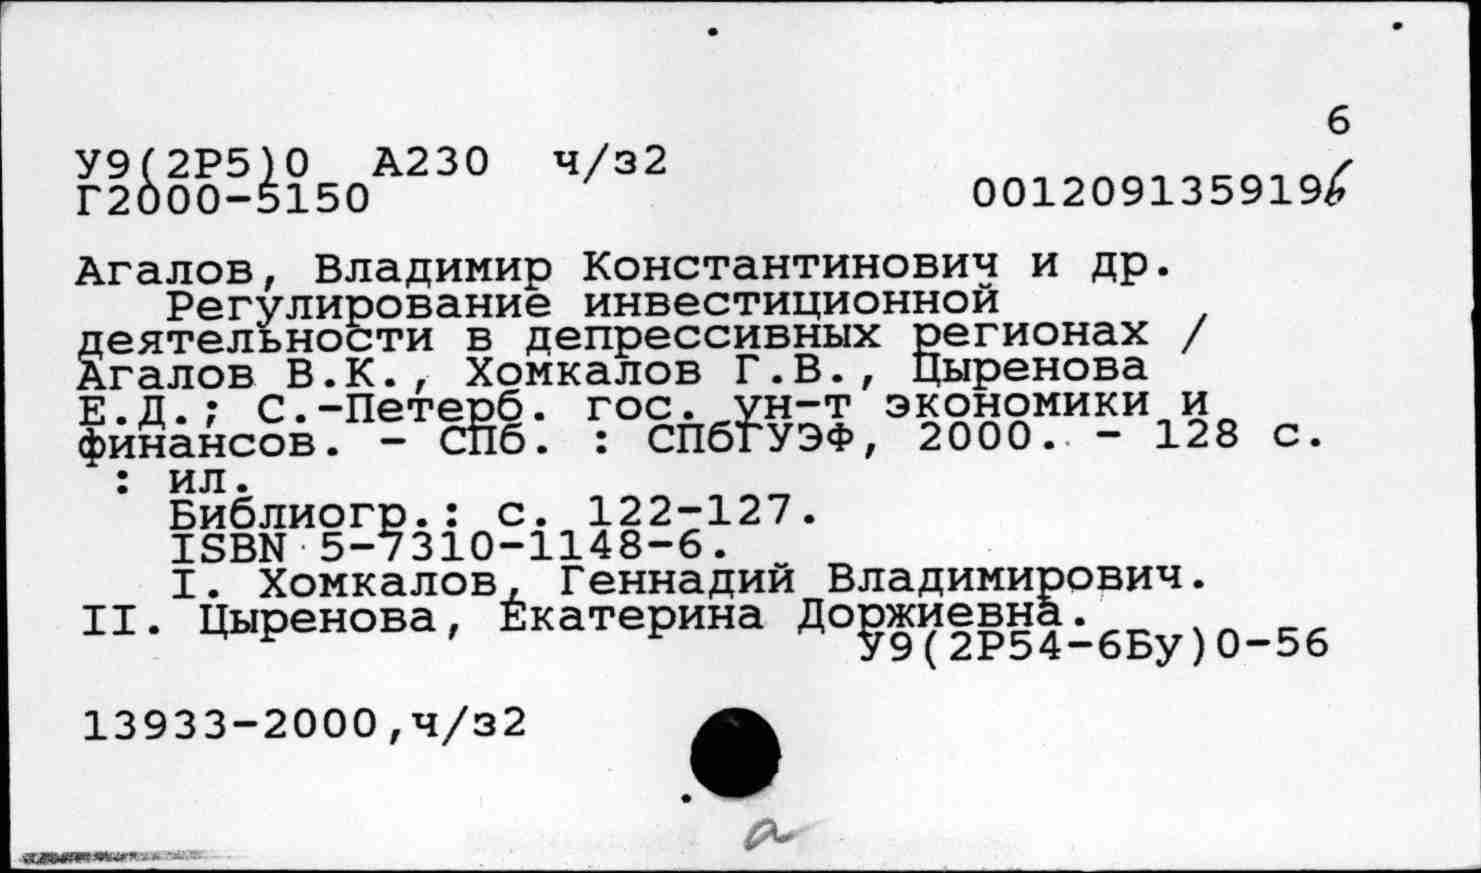 6
У9(2Р5)0 А230 ч/з2
Г2000-5150 001209135919
Агалов, Владимир Константинович и др.
Регулирование инвестиционной
деятельности в депрессивных регионах /
Агалов В.К., Хомкалов Г.В., Цыренова
Е.Д.; С.-Петерб. гос. ун-т экономики и
финансов. - СПб. : СПбГУЭФ, 2000. - 128 с.
: ил.
Библиогр.: с. 122-127.
ISBN 5-7310-1148-6.
I. Хомкалов, Геннадий Владимирович.
II. Цыренова, Екатерина Доржиевна.
У9(2Р54-6Бу)0-56
13933-2000,ч/з2
а